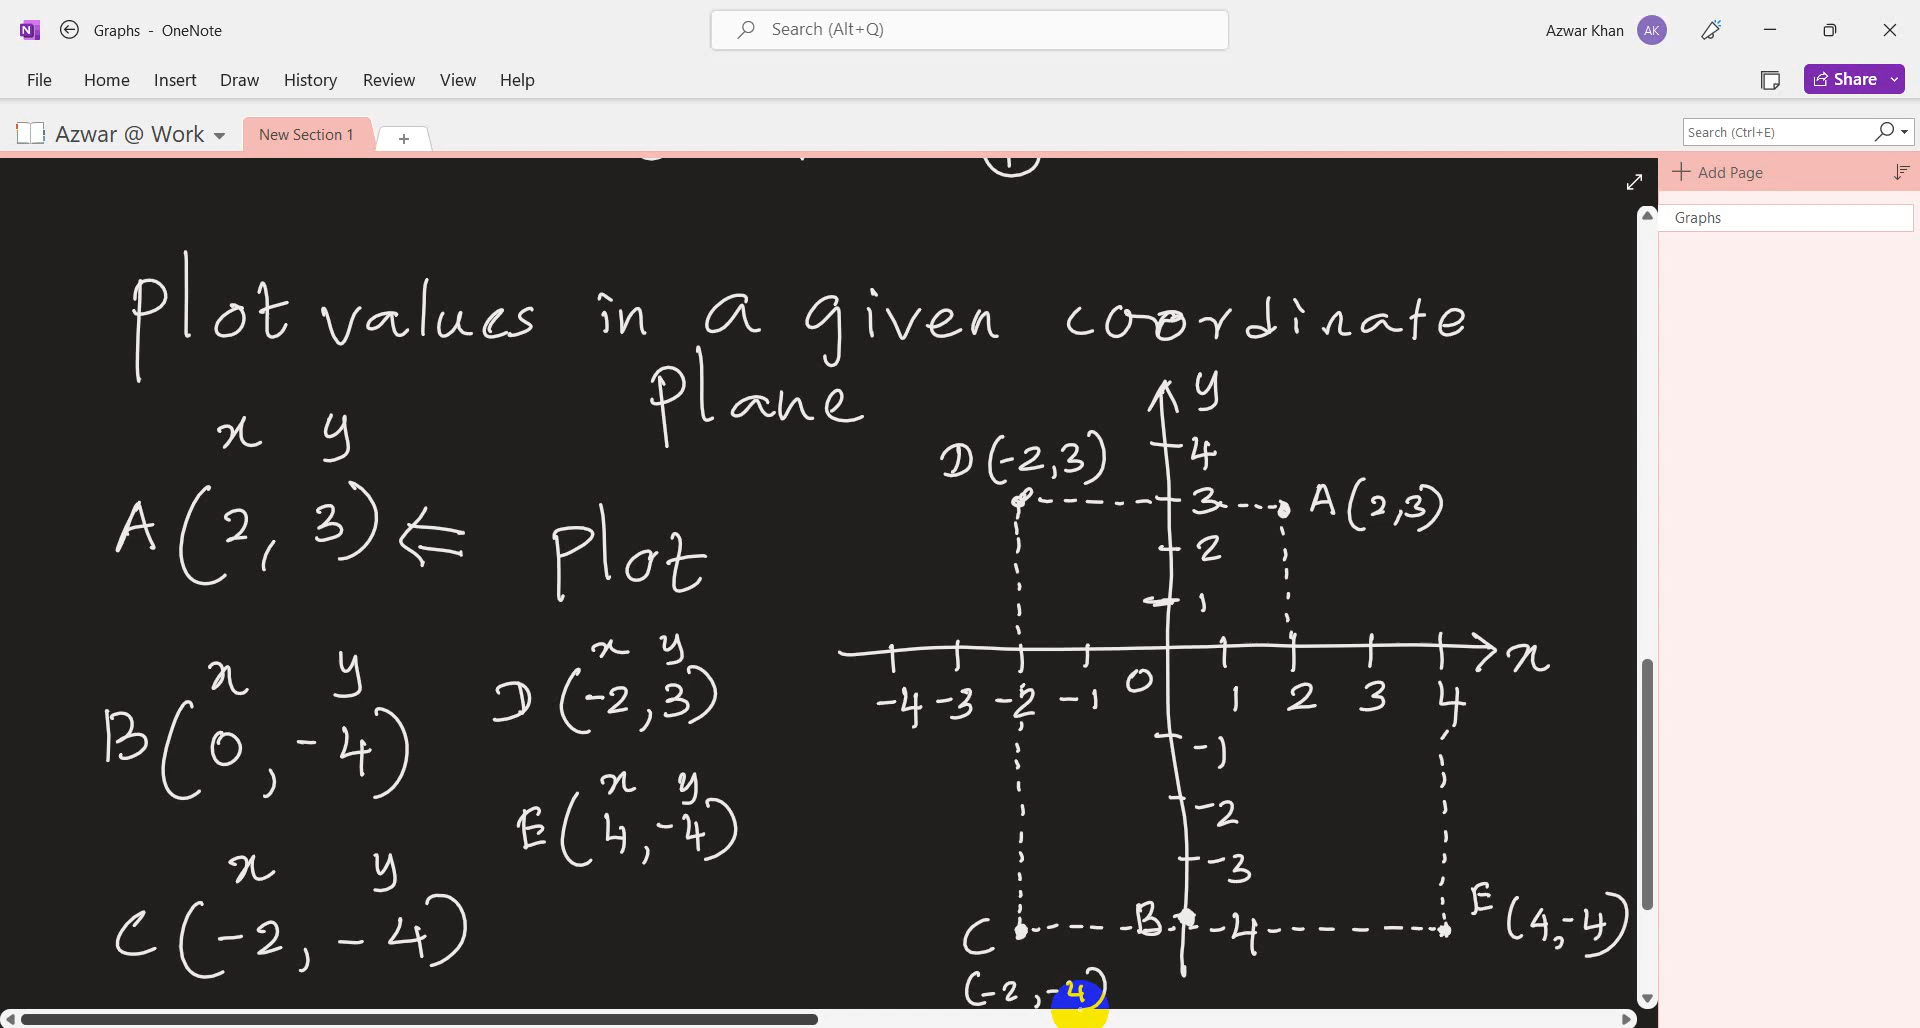 Graphs - OneNote
Search (Alt+Q)
Azwar Khan
AK
File Home Insert Draw History Review View Help
Share
Azwar @ Work
New Section 1
+
Search (Ctrl+E)
Add Page
Graphs
Plot values in a given coordinate
Plane
x y
A(2, 3) ⇐ Plot
x y
B(0, -4)
x y
C(-2, -4)
x y
D(-2, 3)
x y
E(4, -4)
y
D(-2,3)
4
3
A(2,3)
2
1
x
-4 -3 -2 -1 0 1 2 3 4
-1
-2
-3
C B -4 E(4,-4)
(-2,-4)